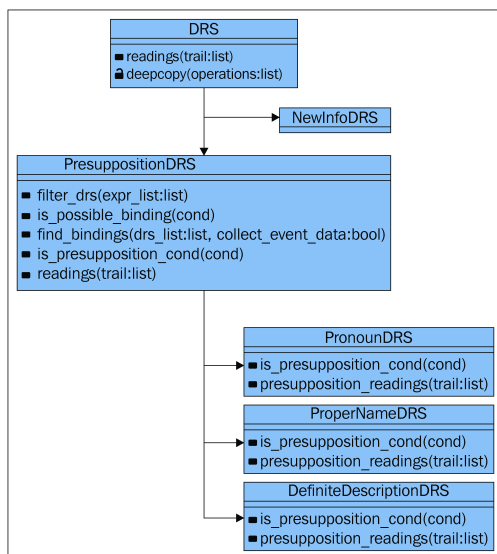 DRS
readings(trail:list)
deepcopy(operations:list)
NewInfoDRS
PresuppositionDRS
filter_drs(expr_list:list)
is_possible_binding(cond)
find_bindings(drs_list:list, collect_event_data:bool)
is_presupposition_cond(cond)
readings(trail:list)
PronounDRS
is_presupposition_cond(cond)
presupposition_readings(trail:list)
ProperNameDRS
is_presupposition_cond(cond)
presupposition_readings(trail:list)
DefiniteDescriptionDRS
is_presupposition_cond(cond)
presupposition_readings(trail:list)